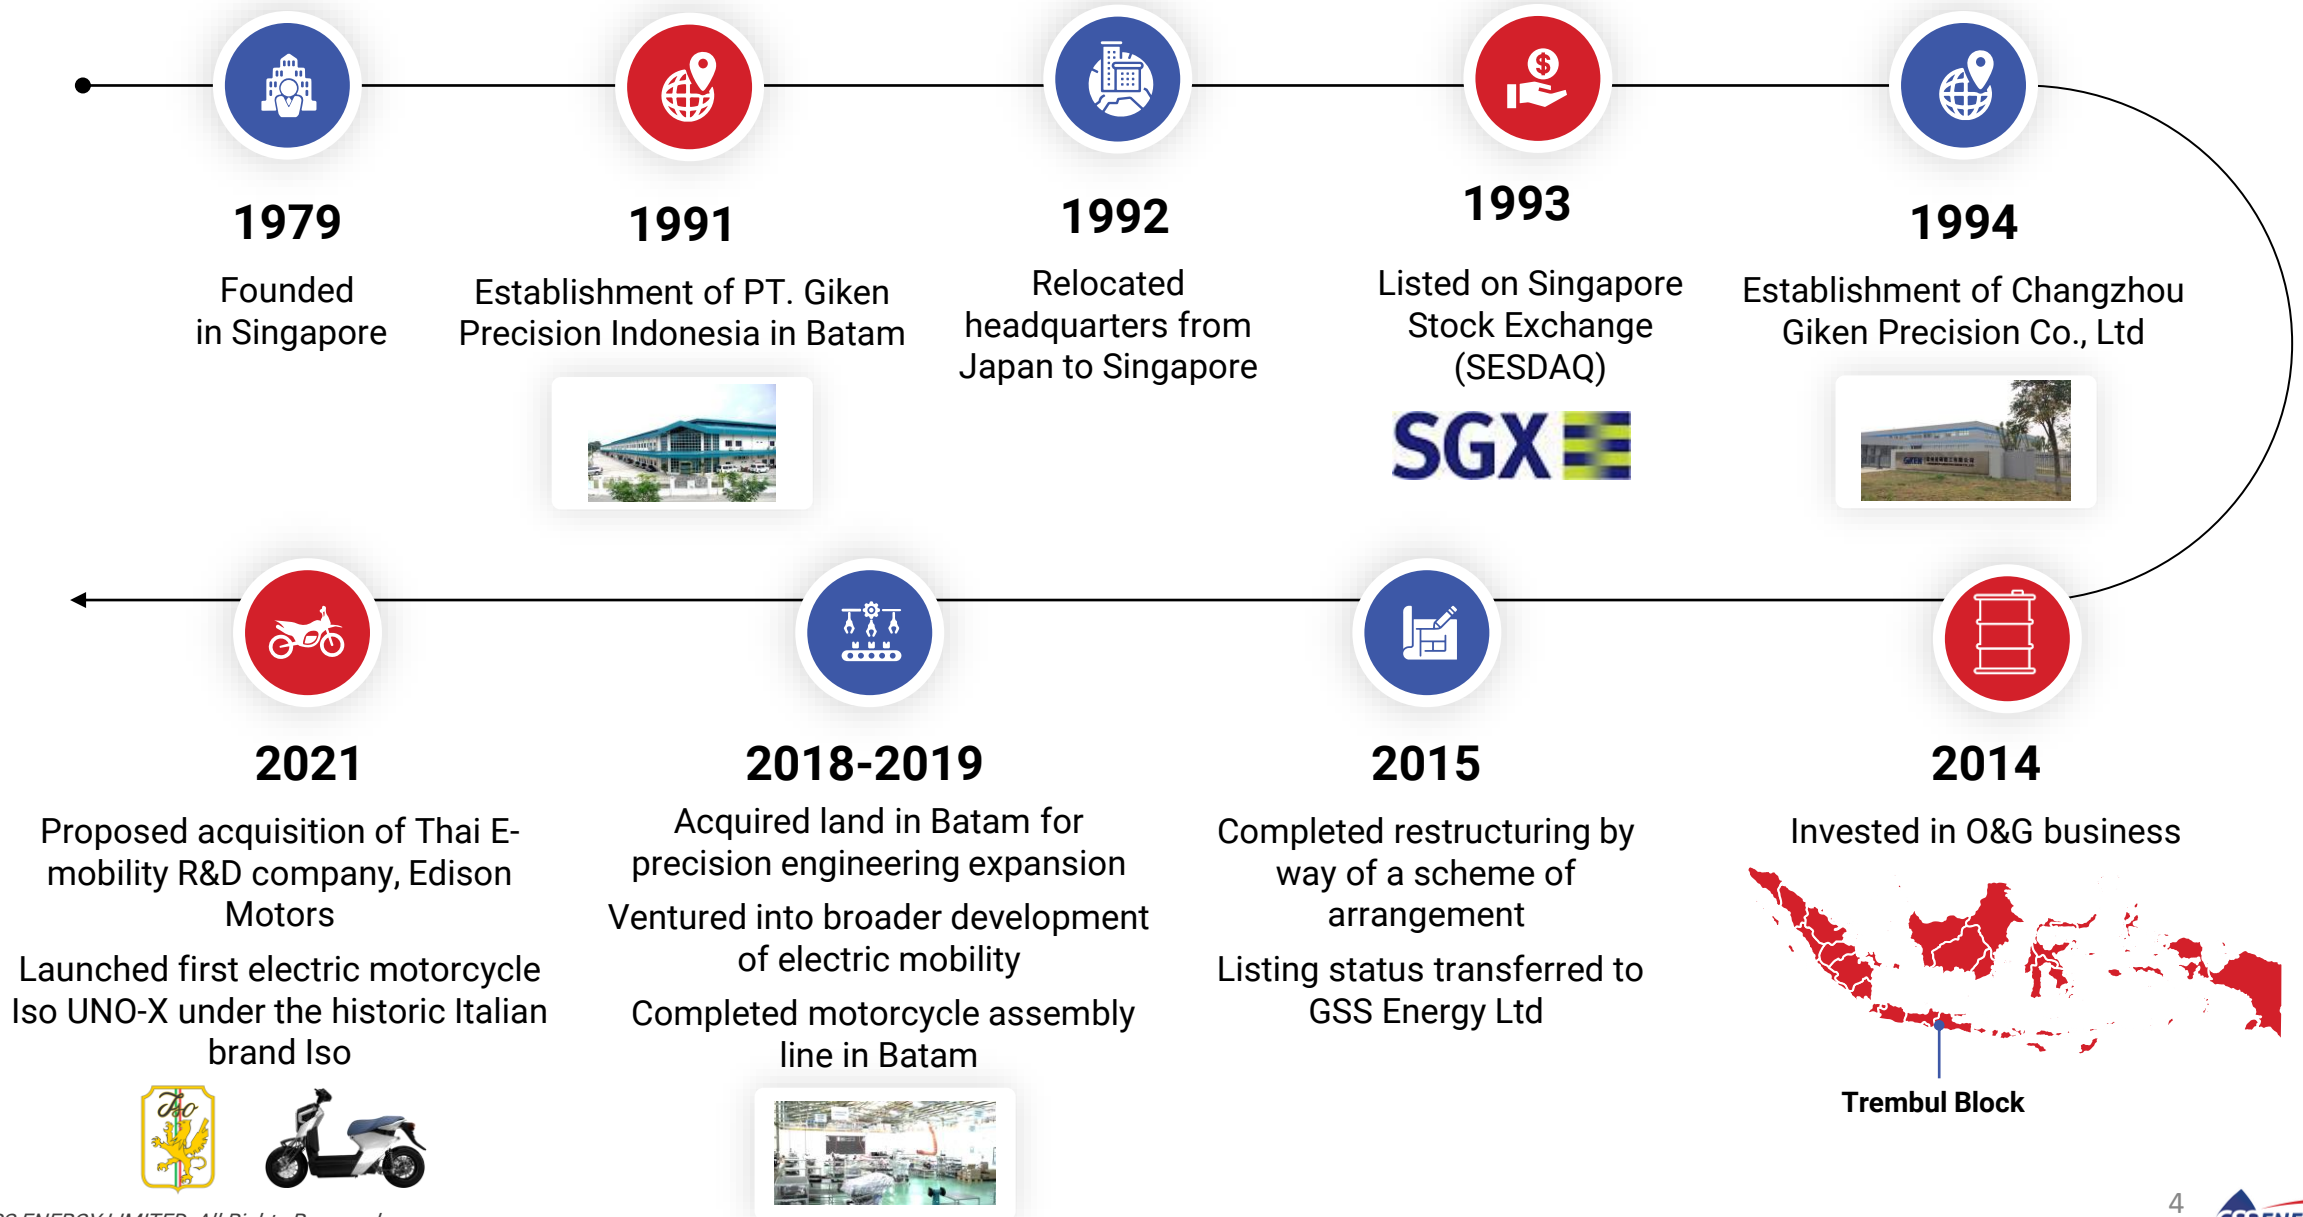 1979
Founded
in Singapore
1991
Establishment of PT. Giken
Precision Indonesia in Batam
1992
Relocated
headquarters from
Japan to Singapore
1993
Listed on Singapore
Stock Exchange
(SESDAQ)
SGX
1994
Establishment of Changzhou
Giken Precision Co., Ltd
GIKEN
2014
Invested in O&G business
Trembul Block
2015
Completed restructuring by
way of a scheme of
arrangement
Listing status transferred to
GSS Energy Ltd
2018-2019
Acquired land in Batam for
precision engineering expansion
Ventured into broader development
of electric mobility
Completed motorcycle assembly
line in Batam
2021
Proposed acquisition of Thai E-
mobility R&D company, Edison
Motors
Launched first electric motorcycle
Iso UNO-X under the historic Italian
brand Iso
Iso
4